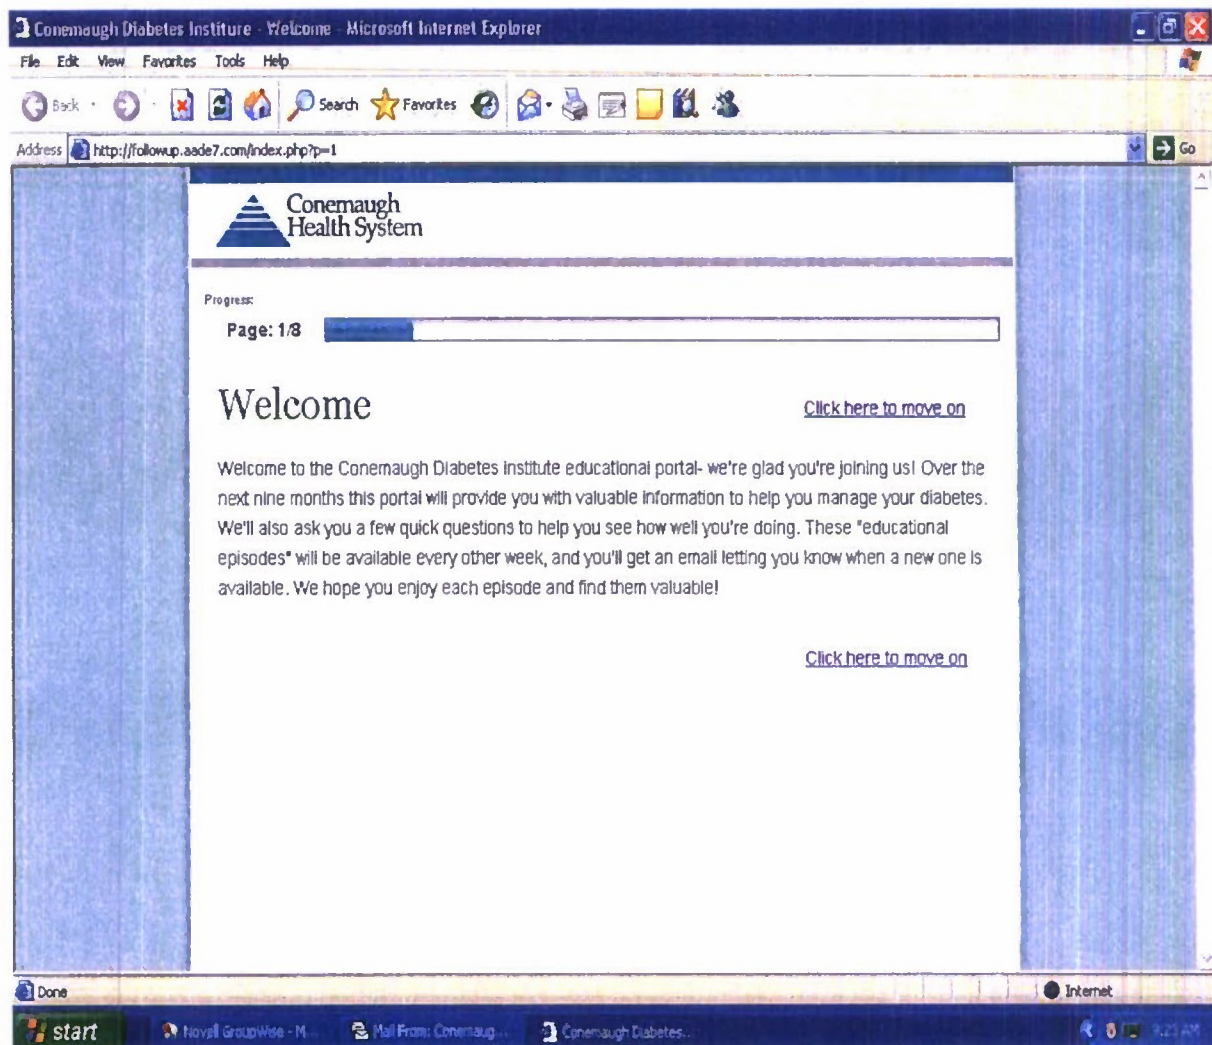 Conemaugh Diabetes Institure - Welcome - Microsoft Internet Explorer
File Edit View Favorites Tools Help
Back Search Favorites
Address http://followup.aade7.com/index.php?p=1 Go
Conemaugh
Health System
Progress:
Page: 1/8
Welcome Click here to move on
Welcome to the Conemaugh Diabetes institute educational portal- we're glad you're joining us! Over the
next nine months this portal will provide you with valuable information to help you manage your diabetes.
We'll also ask you a few quick questions to help you see how well you're doing. These "educational
episodes" will be available every other week, and you'll get an email letting you know when a new one is
available. We hope you enjoy each episode and find them valuable!
Click here to move on
Done Internet
start Novell GroupWise - M... Mail From: Conemaug... Conemaugh Diabetes... 9:23 AM